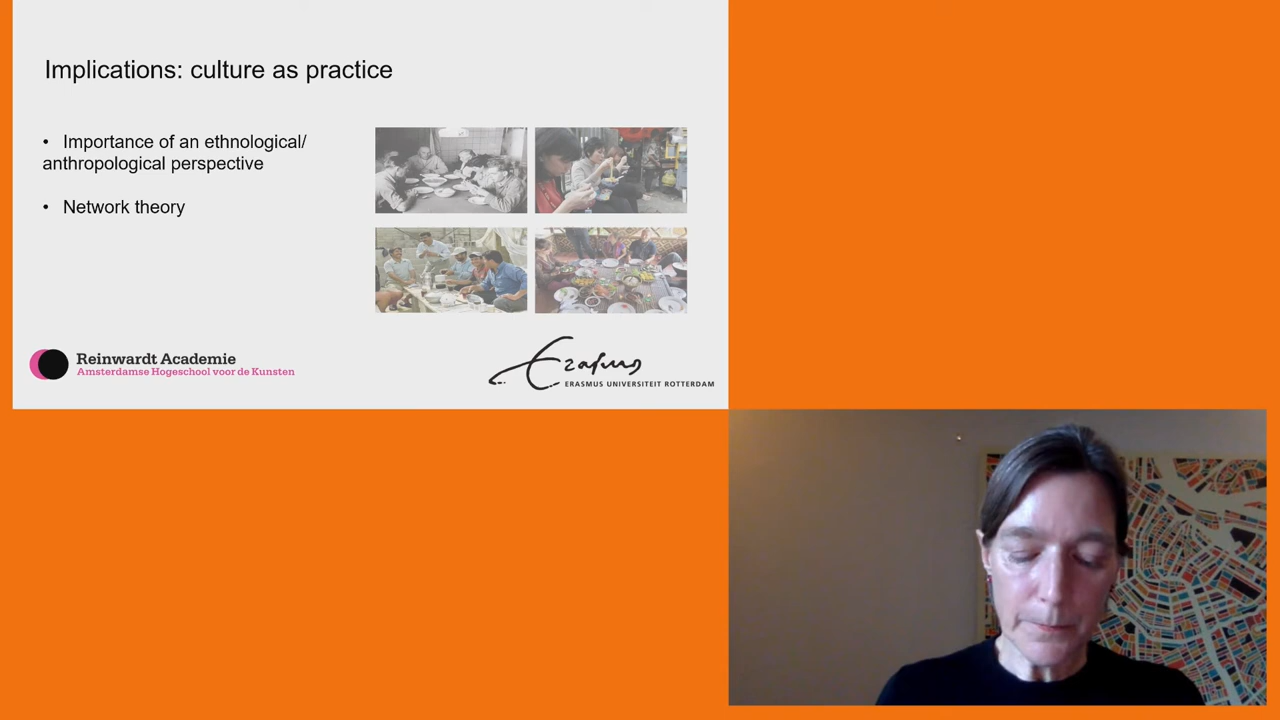 Implications: culture as practice
• Importance of an ethnological/
anthropological perspective
• Network theory
Reinwardt Academie
Amsterdamse Hogeschool voor de Kunsten
Erasmus
ERASMUS UNIVERSITEIT ROTTERDAM